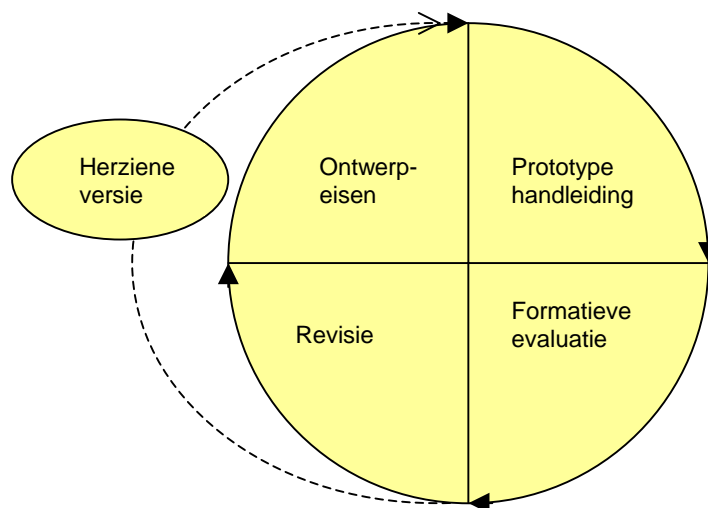 Herziene
versie
Ontwerp-
eisen
Prototype
handleiding
Revisie
Formatieve
evaluatie